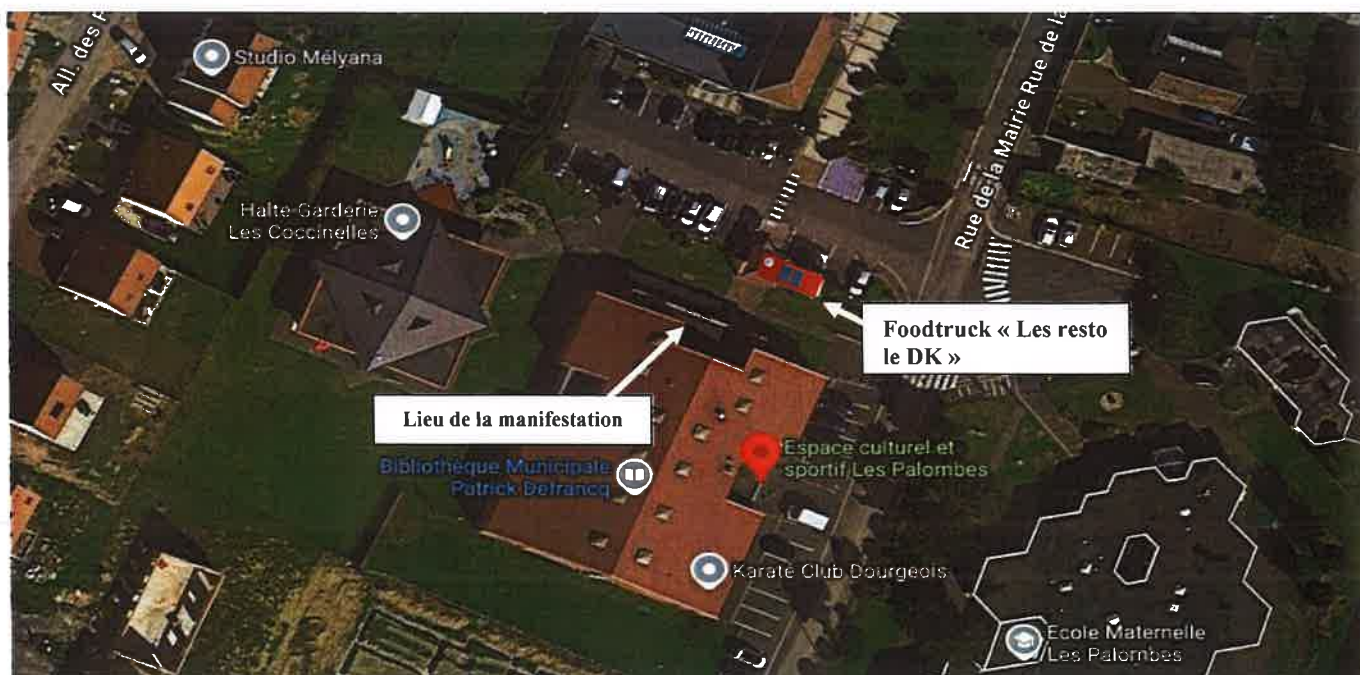 All. des
Studio Mélyana
Rue de la Mairie Rue de la
Halte-Garderie
Les Coccinelles
Foodtruck « Les resto
le DK »
Lieu de la manifestation
Bibliothèque Municipale
Patrick Defrancq
Espace culturel et
sportif Les Palombes
Karaté Club Dourgeois
Ecole Maternelle
Les Palombes